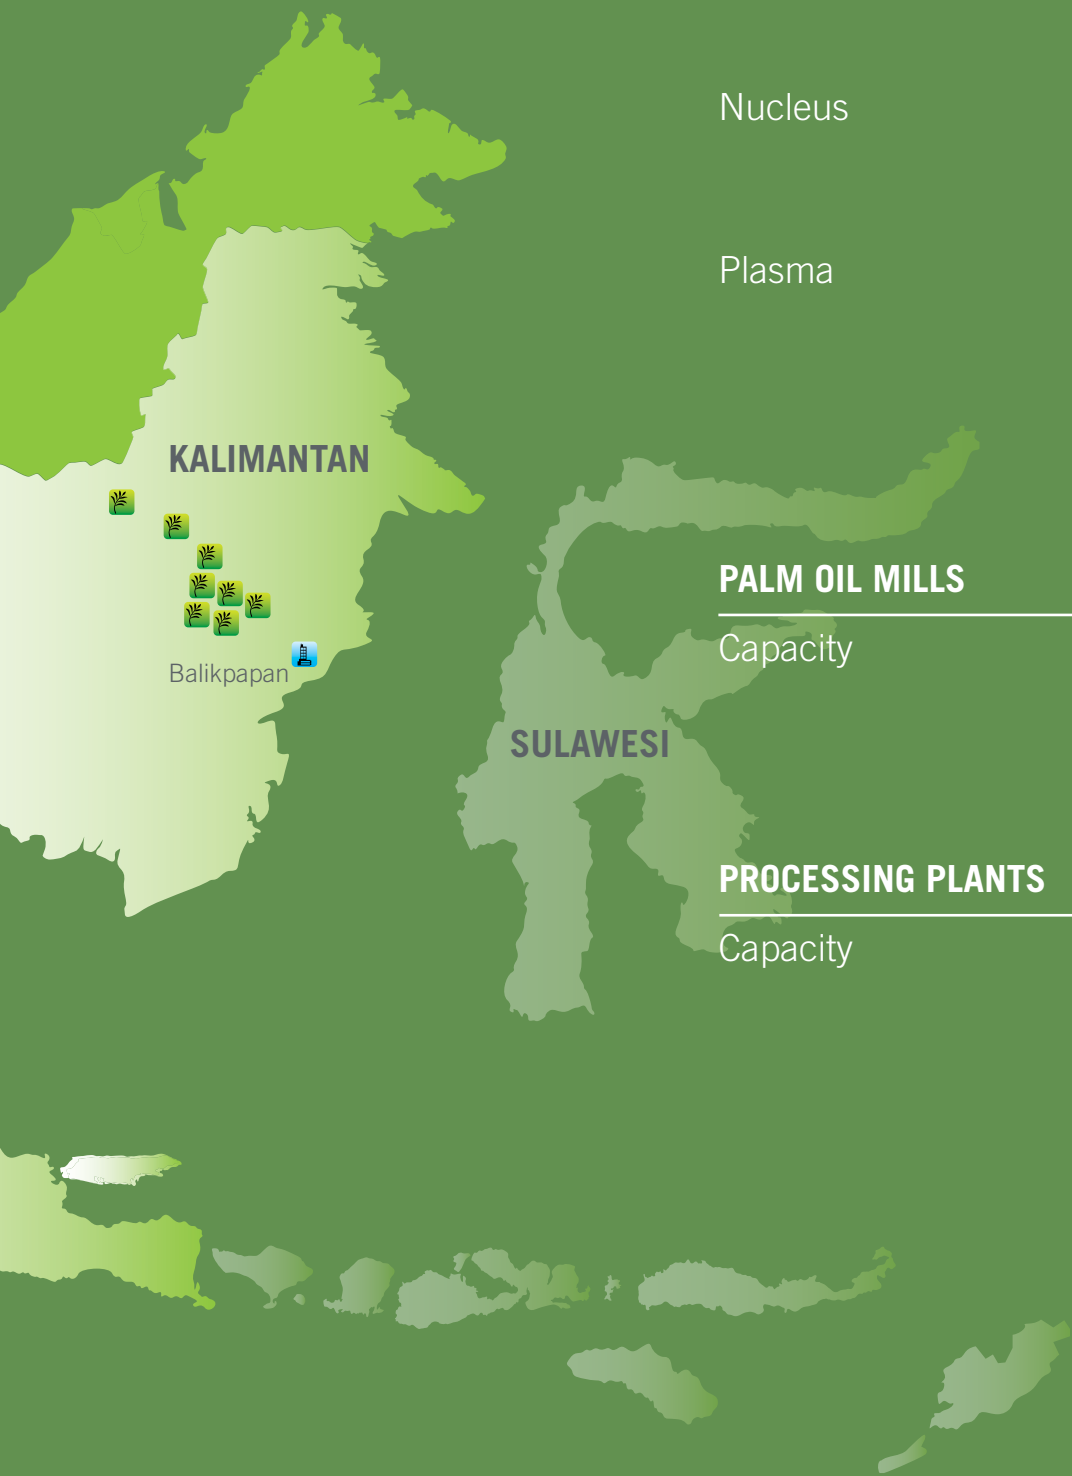 Nucleus
Plasma
KALIMANTAN
PALM OIL MILLS
Capacity
Balikpapan
SULAWESI
PROCESSING PLANTS
Capacity